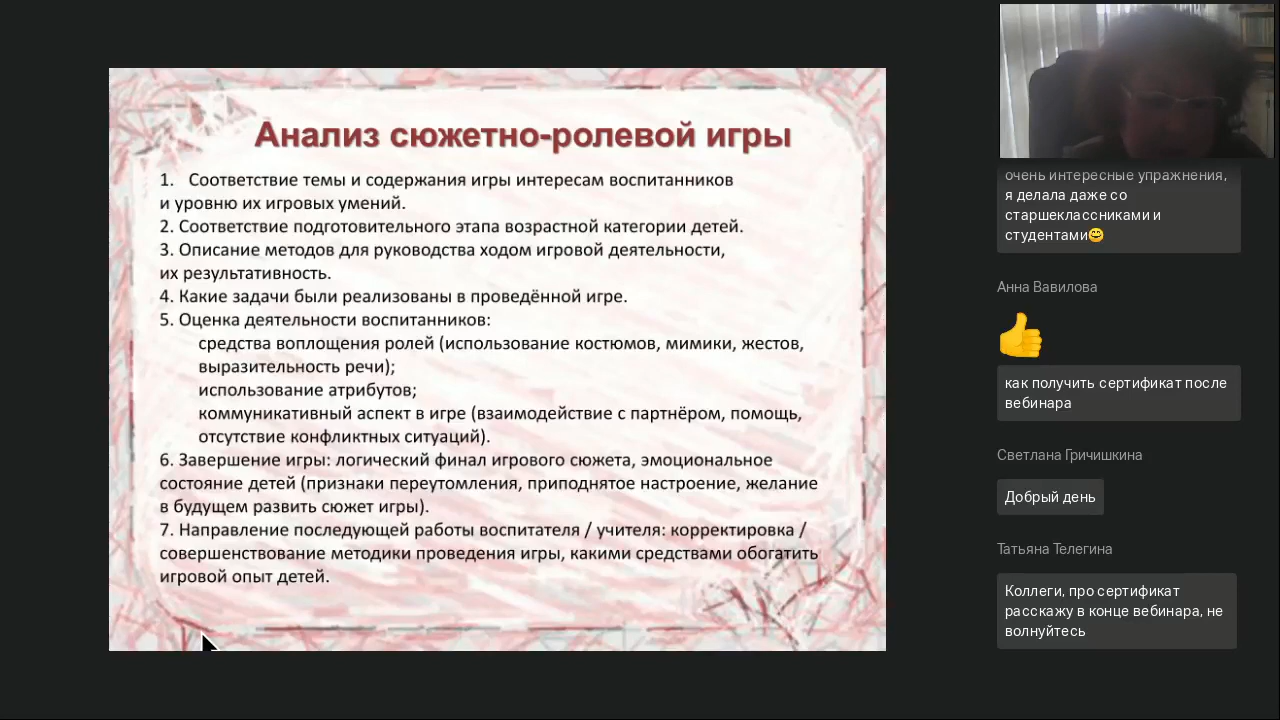 Анализ сюжетно-ролевой игры
1. Соответствие темы и содержания игры интересам воспитанников
и уровню их игровых умений.
2. Соответствие подготовительного этапа возрастной категории детей.
3. Описание методов для руководства ходом игровой деятельности,
их результативность.
4. Какие задачи были реализованы в проведённой игре.
5. Оценка деятельности воспитанников:
средства воплощения ролей (использование костюмов, мимики, жестов,
выразительность речи);
использование атрибутов;
коммуникативный аспект в игре (взаимодействие с партнёром, помощь,
отсутствие конфликтных ситуаций).
6. Завершение игры: логический финал игрового сюжета, эмоциональное
состояние детей (признаки переутомления, приподнятое настроение, желание
в будущем развить сюжет игры).
7. Направление последующей работы воспитателя / учителя: корректировка /
совершенствование методики проведения игры, какими средствами обогатить
игровой опыт детей.
очень интересные упражнения,
я делала даже со
старшеклассниками и
студентами😄
Анна Вавилова
👍
как получить сертификат после
вебинара
Светлана Гричишкина
Добрый день
Татьяна Телегина
Коллеги, про сертификат
расскажу в конце вебинара, не
волнуйтесь